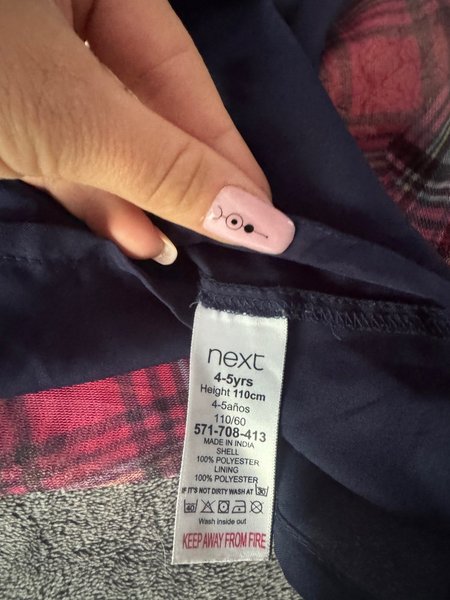 next
4-5yrs
Height 110cm
4-5años
110/60
571-708-413
MADE IN INDIA
SHELL
100% POLYESTER
LINING
100% POLYESTER
IF IT'S NOT DIRTY WASH AT 30
40
Wash inside out
KEEP AWAY FROM FIRE